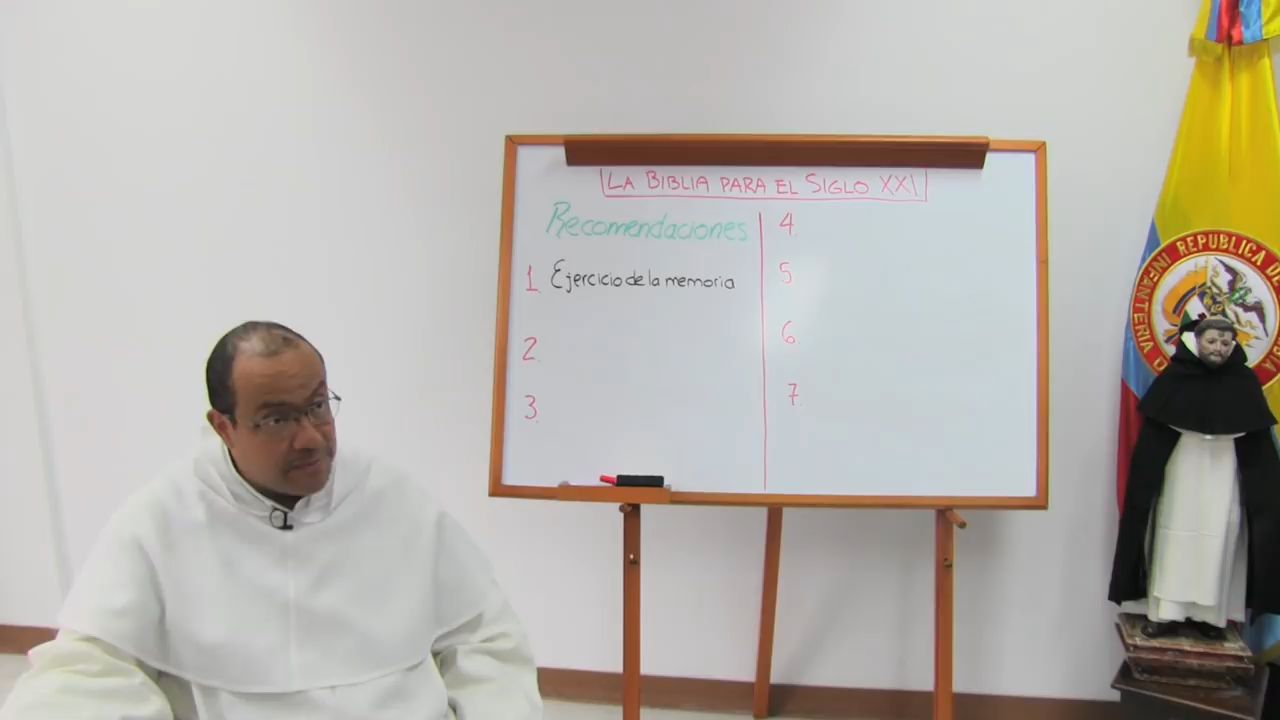 LA BIBLIA PARA EL SIGLO XXI
Recomendaciones
1. Ejercicio de la memoria
2.
3.
4.
5
6
7.
REPUBLICA DE
INFANTERIA D